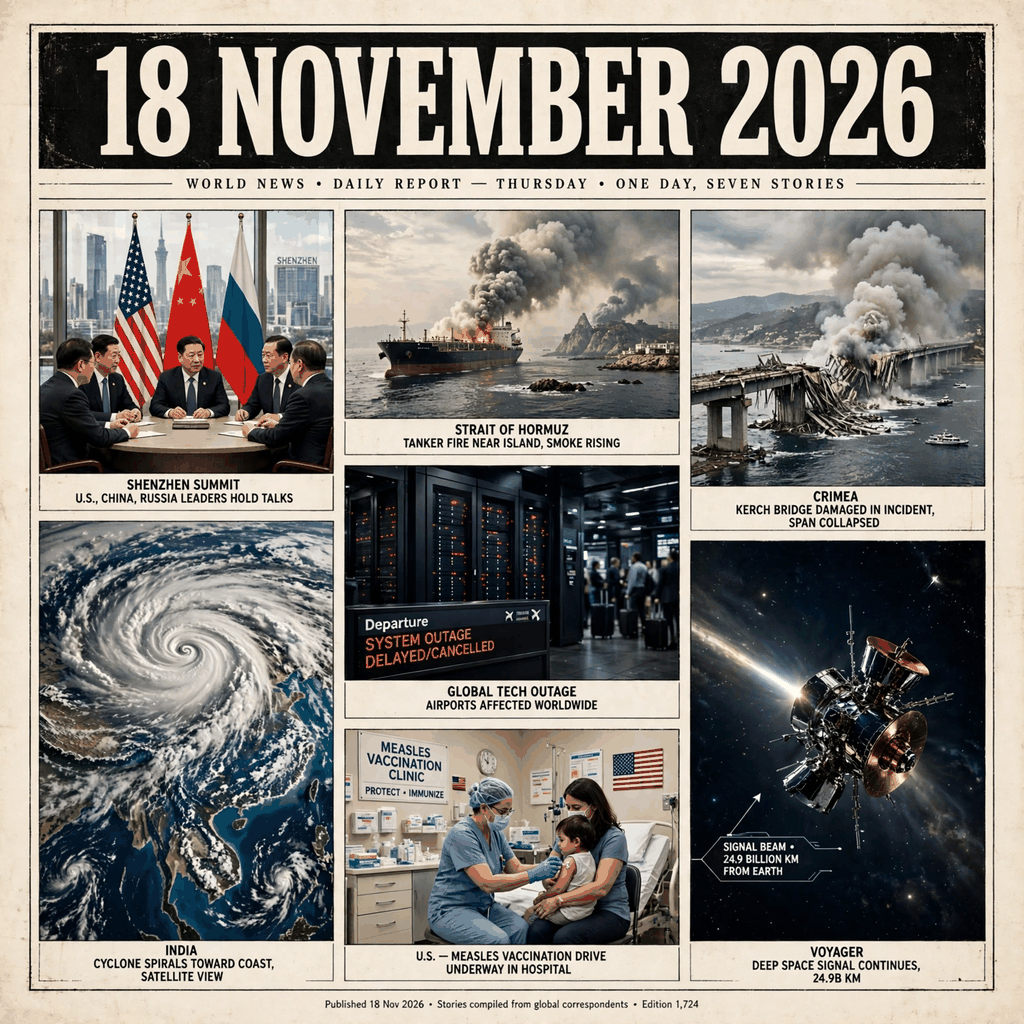 18 NOVEMBER 2026
WORLD NEWS • DAILY REPORT — THURSDAY • ONE DAY, SEVEN STORIES
SHENZHEN
SHENZHEN SUMMIT
U.S., CHINA, RUSSIA LEADERS HOLD TALKS
STRAIT OF HORMUZ
TANKER FIRE NEAR ISLAND, SMOKE RISING
CRIMEA
KERCH BRIDGE DAMAGED IN INCIDENT,
SPAN COLLAPSED
Departure
SYSTEM OUTAGE
DELAYED/CANCELLED
GLOBAL TECH OUTAGE
AIRPORTS AFFECTED WORLDWIDE
INDIA
CYCLONE SPIRALS TOWARD COAST,
SATELLITE VIEW
MEASLES
VACCINATION
CLINIC
PROTECT • IMMUNIZE
U.S. — MEASLES VACCINATION DRIVE
UNDERWAY IN HOSPITAL
SIGNAL BEAM •
24.9 BILLION KM
FROM EARTH
VOYAGER
DEEP SPACE SIGNAL CONTINUES,
24.9B KM
Published 18 Nov 2026 • Stories compiled from global correspondents • Edition 1,724